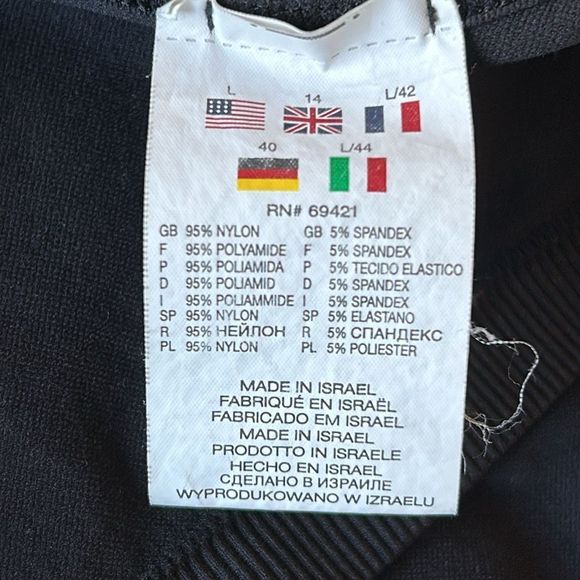 L 14 L/42
40 L/44
RN# 69421
GB 95% NYLON GB 5% SPANDEX
F 95% POLYAMIDE F 5% SPANDEX
P 95% POLIAMIDA P 5% TECIDO ELASTICO
D 95% POLIAMID D 5% SPANDEX
I 95% POLIAMMIDE I 5% SPANDEX
SP 95% NYLON SP 5% ELASTANO
R 95% НЕЙЛОН R 5% СПАНДЕКС
PL 95% NYLON PL 5% POLIESTER
MADE IN ISRAEL
FABRIQUÉ EN ISRAËL
FABRICADO EM ISRAEL
MADE IN ISRAEL
PRODOTTO IN ISRAELE
HECHO EN ISRAEL
СДЕЛАНО В ИЗРАИЛЕ
WYPRODUKOWANO W IZRAELU